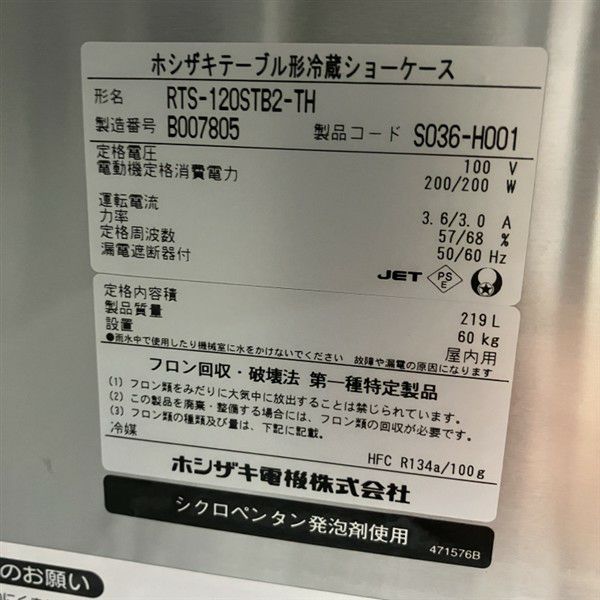 ホシザキテーブル形冷蔵ショーケース
形名 RTS-120STB2-TH
製造番号 B007805 製品コード S036-H001
定格電圧 100 V
電動機定格消費電力 200/200 W
運転電流 3.6/3.0 A
力率 57/68 %
定格周波数 50/60 Hz
漏電遮断器付
JET PSE
定格内容積 219 L
製品質量 60 kg
設置 屋内用
●雨水中で使用したり機械室に水をかけないでください 故障や漏電の原因になります
フロン回収・破壊法 第一種特定製品
(1) フロン類をみだりに大気中に放出することは禁じられています。
(2) この製品を廃棄・整備する場合には、フロン類の回収が必要です。
(3) フロン類の種類及び量は、下記に記載。
冷媒 HFC R134a/100g
ホシザキ電機株式会社
シクロペンタン発泡剤使用
471576B
のお願い